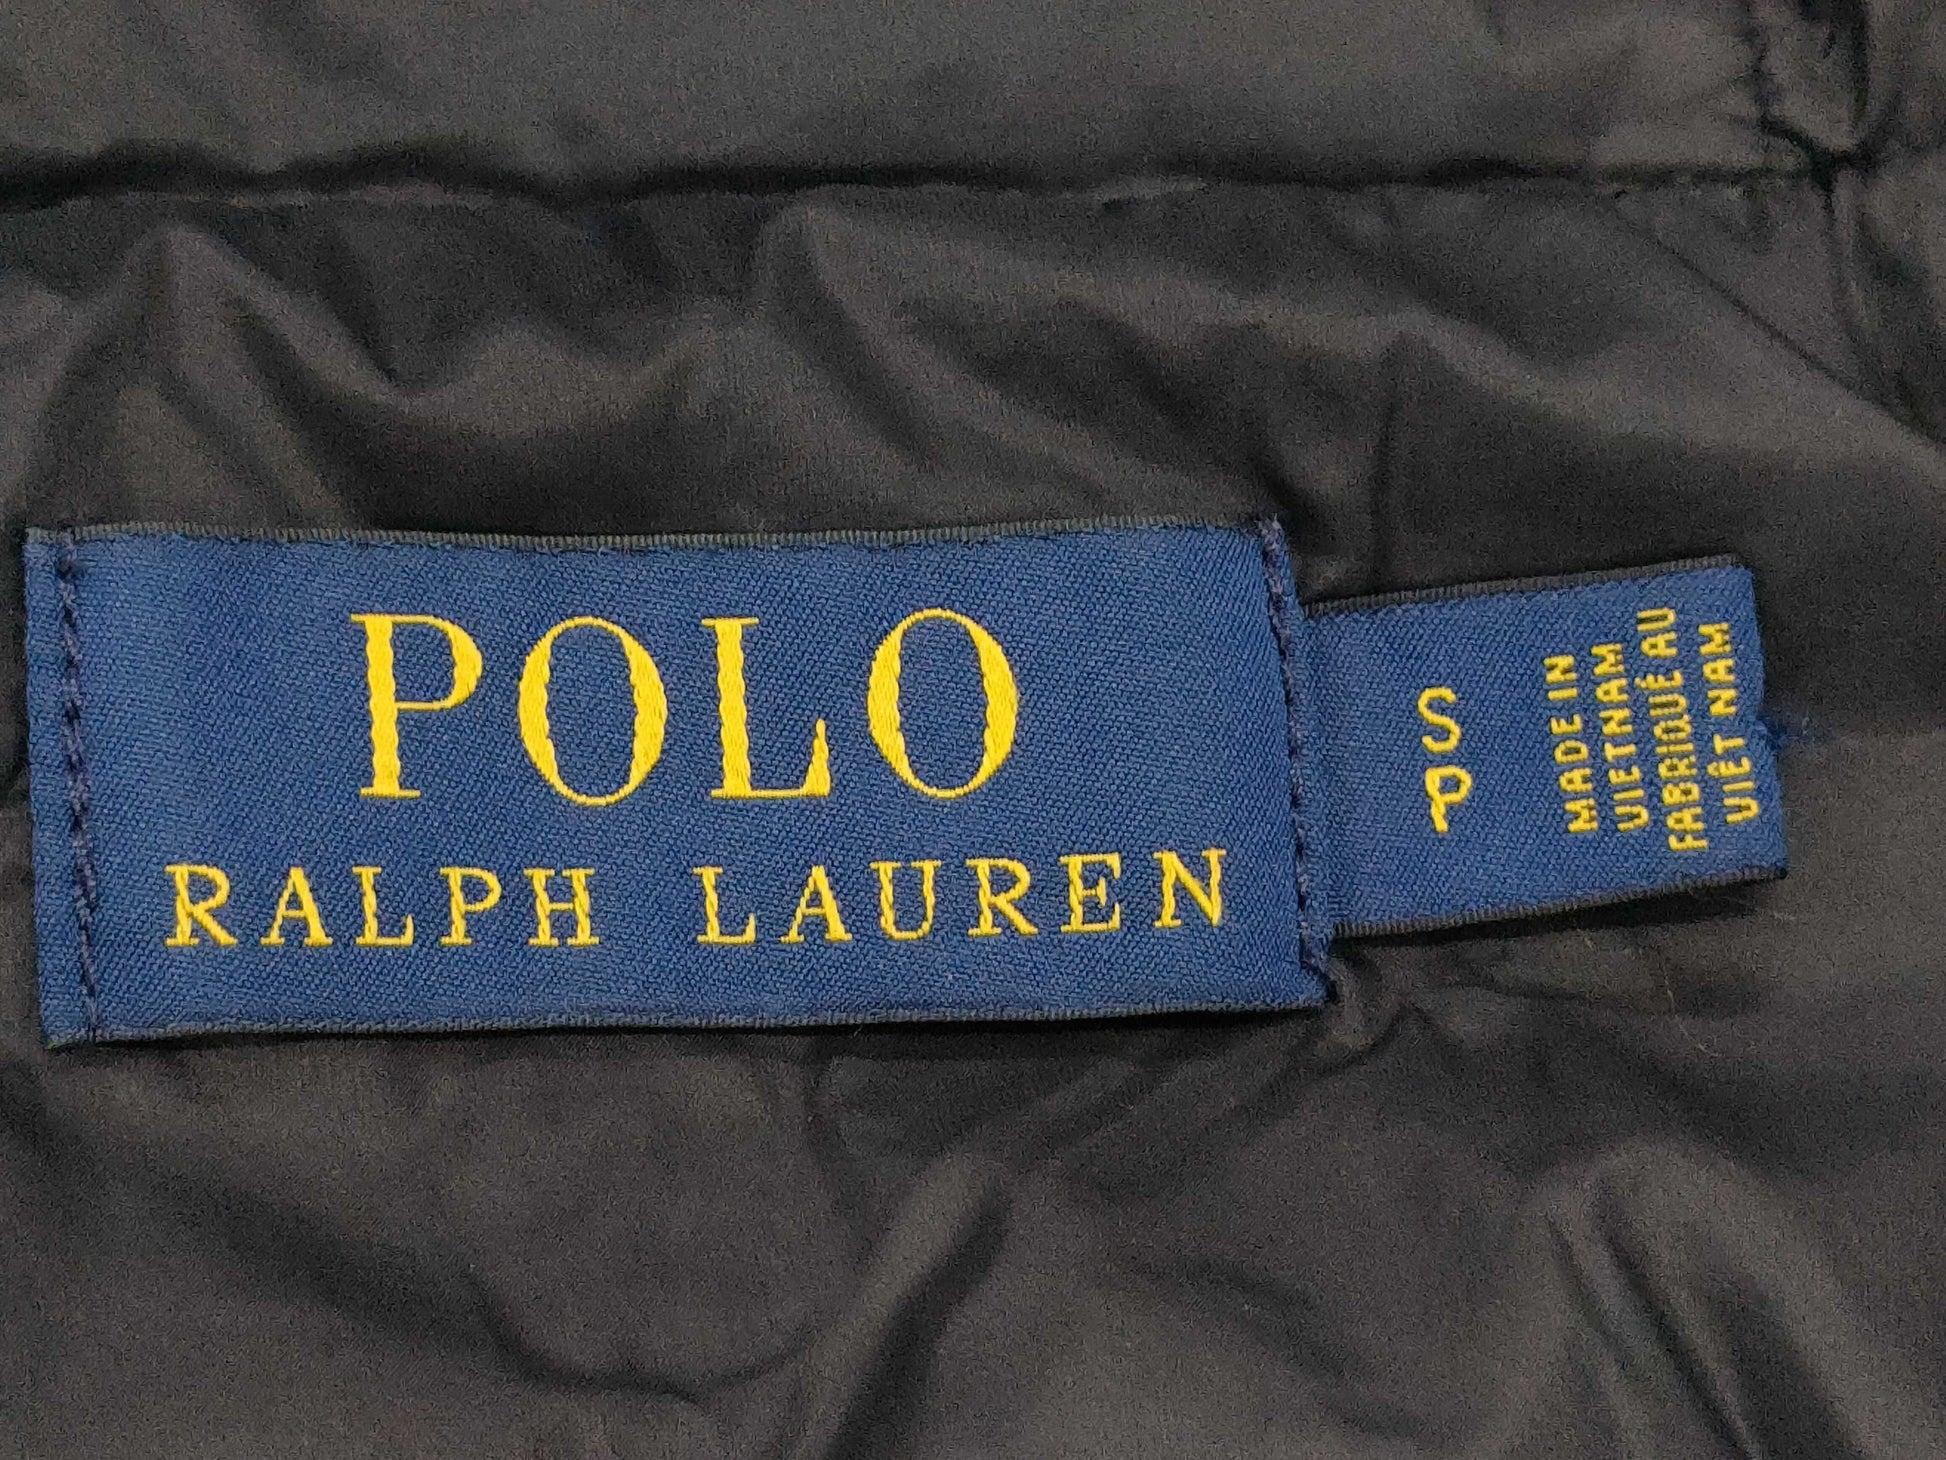 POLO
RALPH LAUREN
S
P
MADE IN
VIETNAM
FABRIQUÉ AU
VIÊT NAM